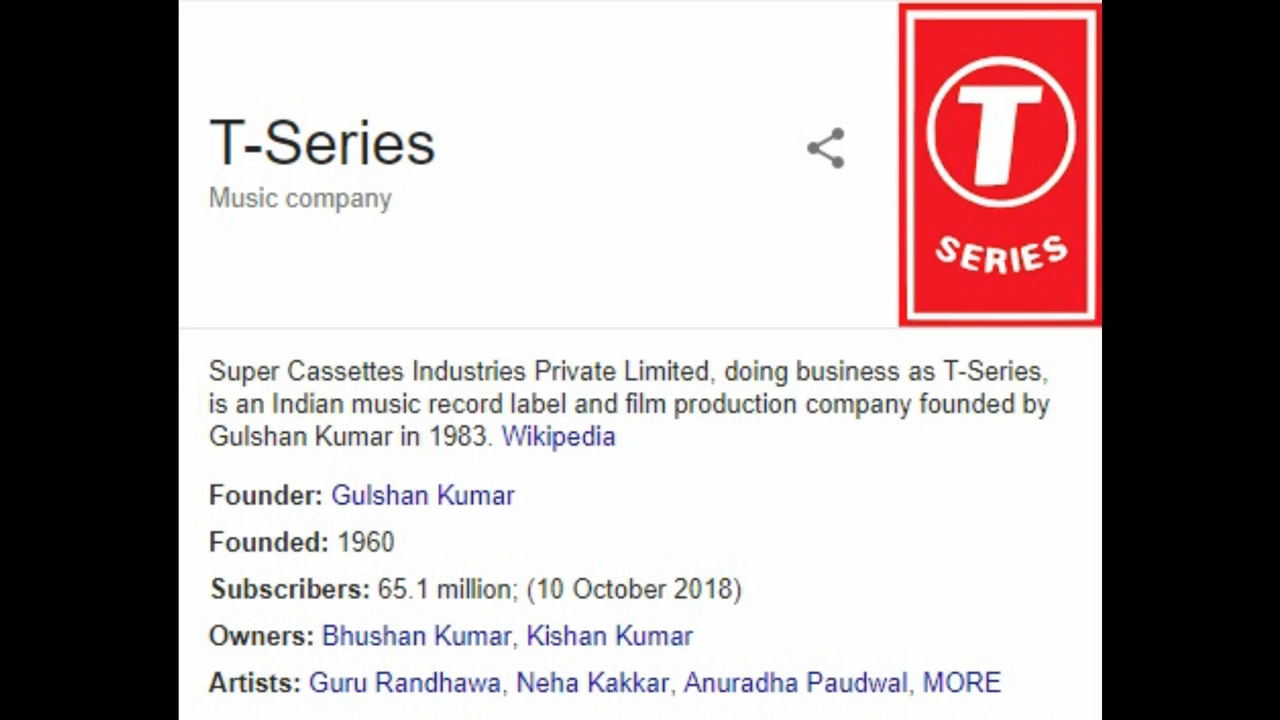 T-Series
Music company
T
SERIES
Super Cassettes Industries Private Limited, doing business as T-Series,
is an Indian music record label and film production company founded by
Gulshan Kumar in 1983. Wikipedia
Founder: Gulshan Kumar
Founded: 1960
Subscribers: 65.1 million; (10 October 2018)
Owners: Bhushan Kumar, Kishan Kumar
Artists: Guru Randhawa, Neha Kakkar, Anuradha Paudwal, MORE